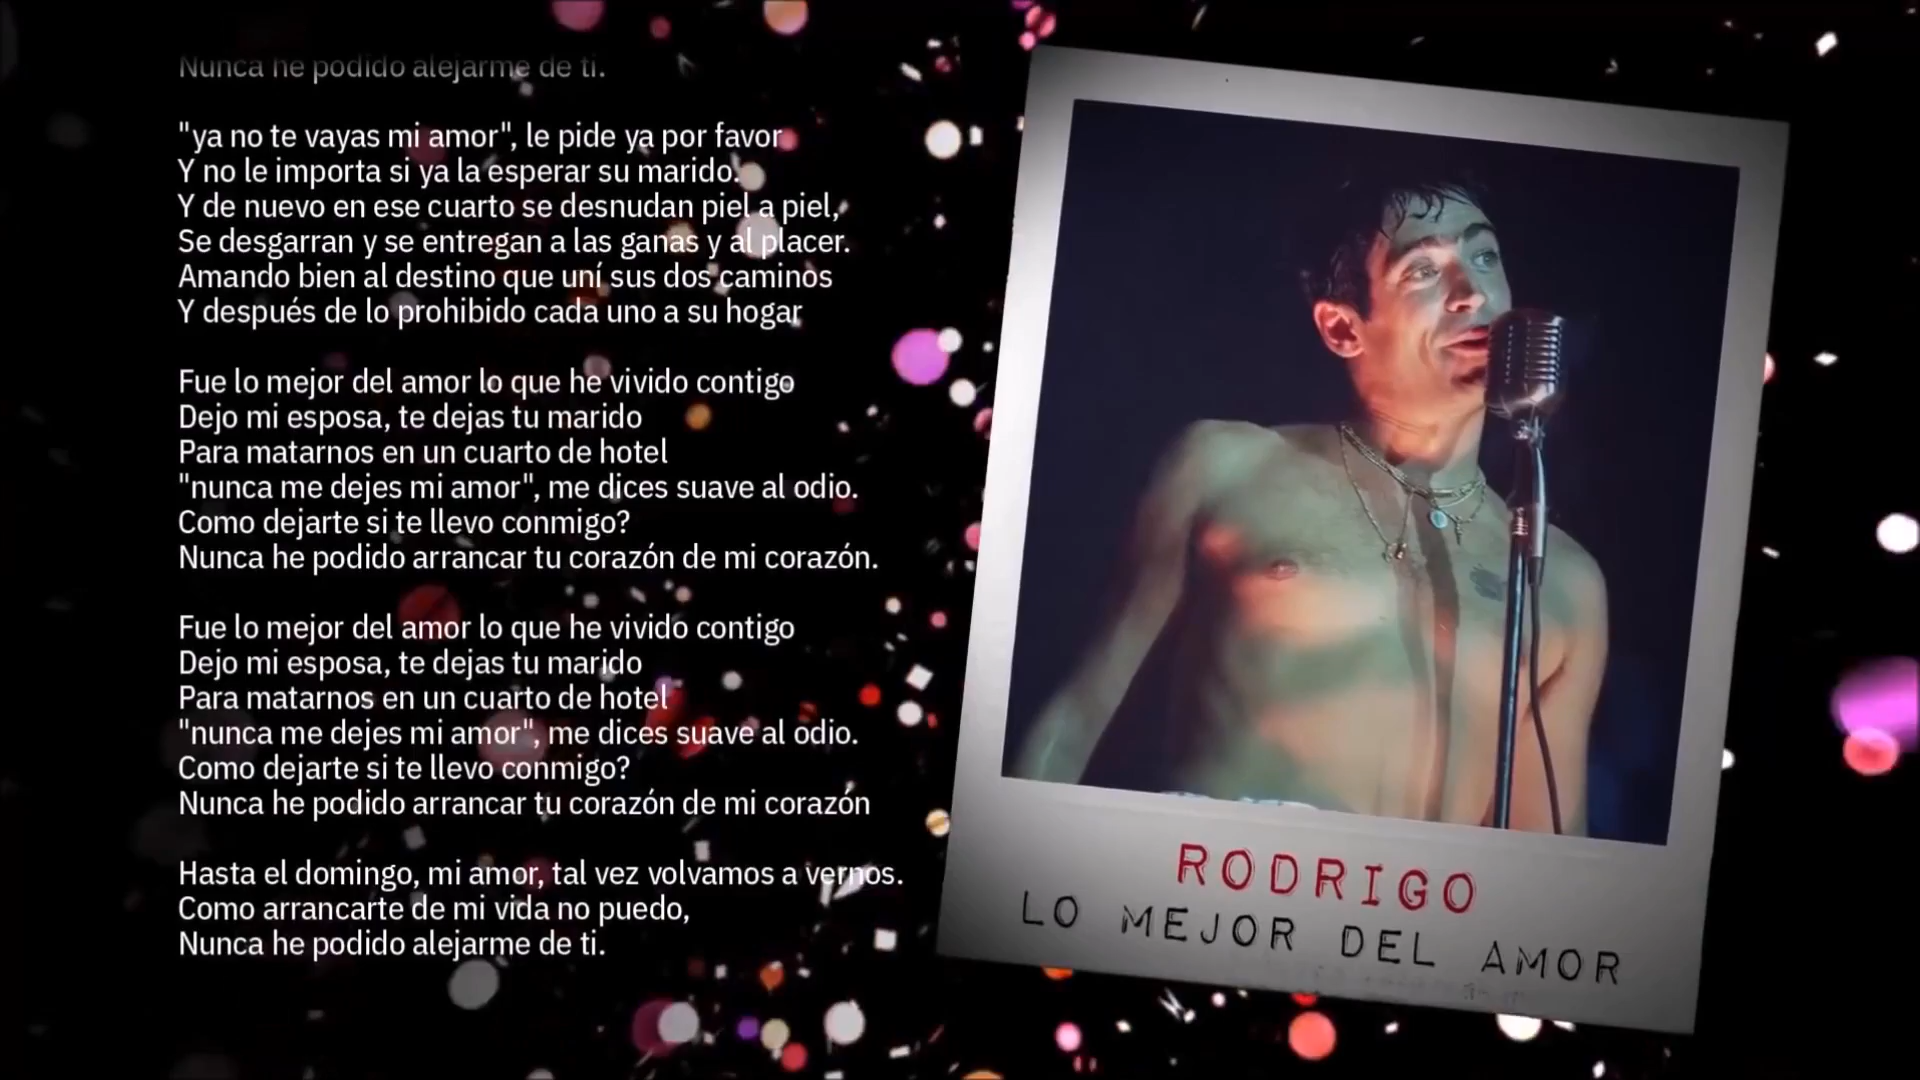 Nunca he podido alejarme de ti.
"ya no te vayas mi amor", le pide ya por favor
Y no le importa si ya la esperar su marido.
Y de nuevo en ese cuarto se desnudan piel a piel,
Se desgarran y se entregan a las ganas y al placer.
Amando bien al destino que uní sus dos caminos
Y después de lo prohibido cada uno a su hogar
Fue lo mejor del amor lo que he vivido contigo
Dejo mi esposa, te dejas tu marido
Para matarnos en un cuarto de hotel
"nunca me dejes mi amor", me dices suave al odio.
Como dejarte si te llevo conmigo?
Nunca he podido arrancar tu corazón de mi corazón.
Fue lo mejor del amor lo que he vivido contigo
Dejo mi esposa, te dejas tu marido
Para matarnos en un cuarto de hotel
"nunca me dejes mi amor", me dices suave al odio.
Como dejarte si te llevo conmigo?
Nunca he podido arrancar tu corazón de mi corazón
Hasta el domingo, mi amor, tal vez volvamos a vernos.
Como arrancarte de mi vida no puedo,
Nunca he podido alejarme de ti.
RODRIGO
LO MEJOR DEL AMOR